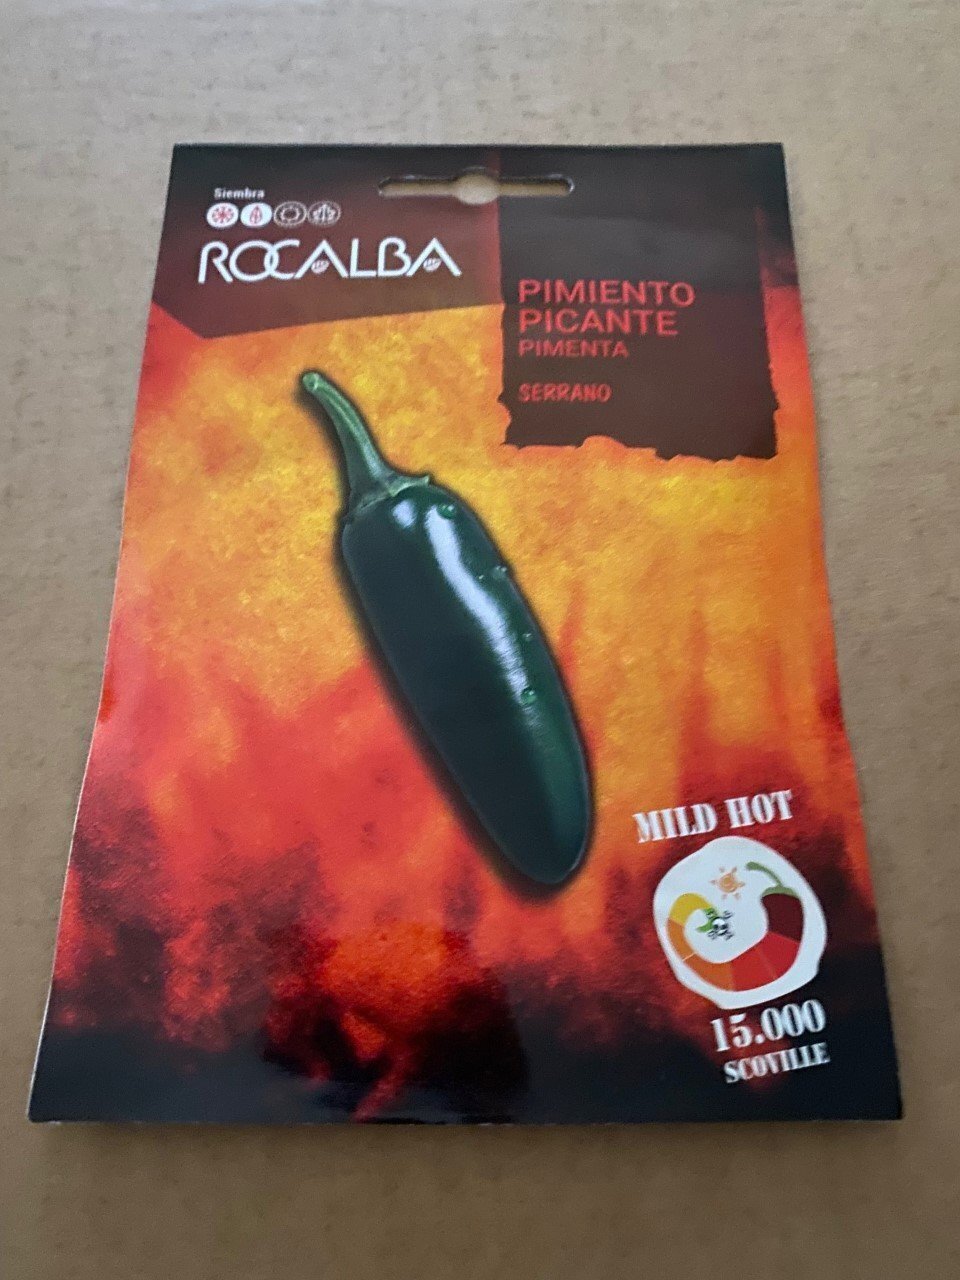 Siembra
ROCALBA
PIMIENTO
PICANTE
PIMENTA
SERRANO
MILD HOT
15.000
SCOVILLE